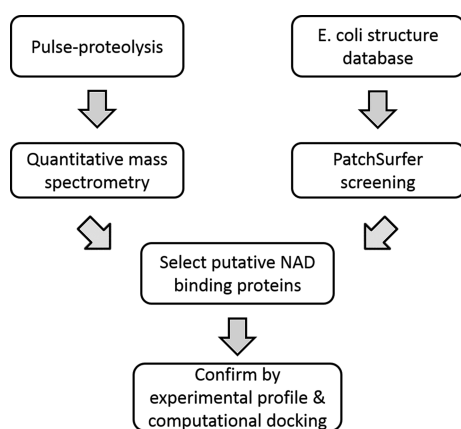 Pulse-proteolysis
E. coli structure
database
Quantitative mass
spectrometry
PatchSurfer
screening
Select putative NAD
binding proteins
Confirm by
experimental profile &
computational docking